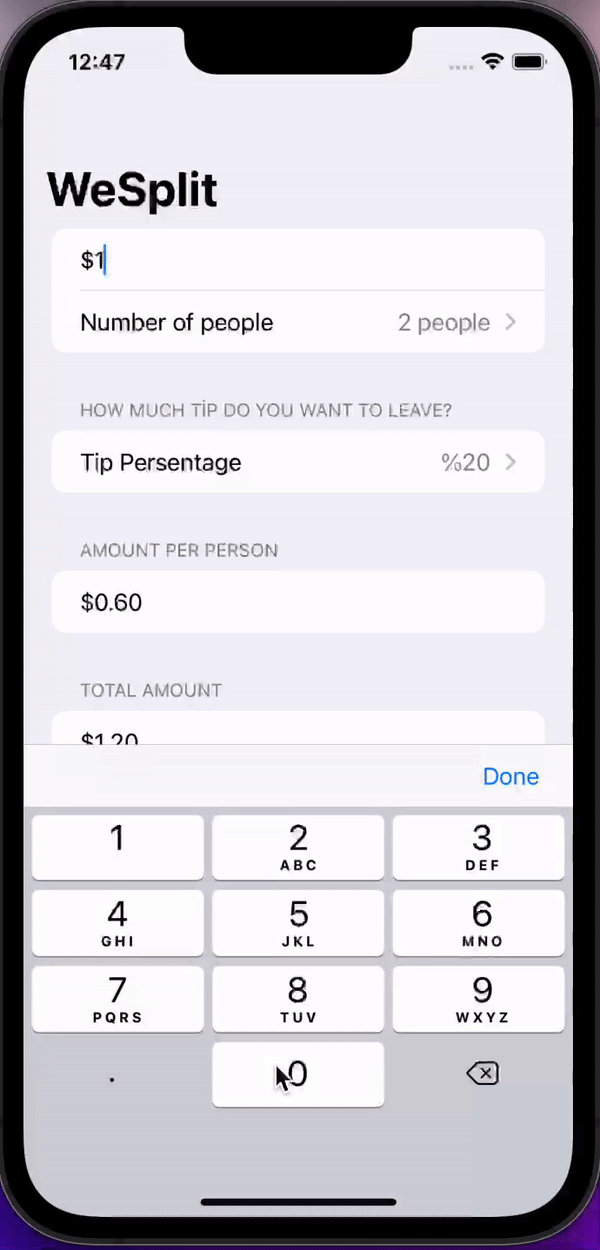 12:47
WeSplit
$1
Number of people 2 people
HOW MUCH TİP DO YOU WANT TO LEAVE?
Tip Persentage %20
AMOUNT PER PERSON
$0.60
TOTAL AMOUNT
$1.20
Done
1 2 3
ABC DEF
4 5 6
GHI JKL MNO
7 8 9
PQRS TUV WXYZ
. 0